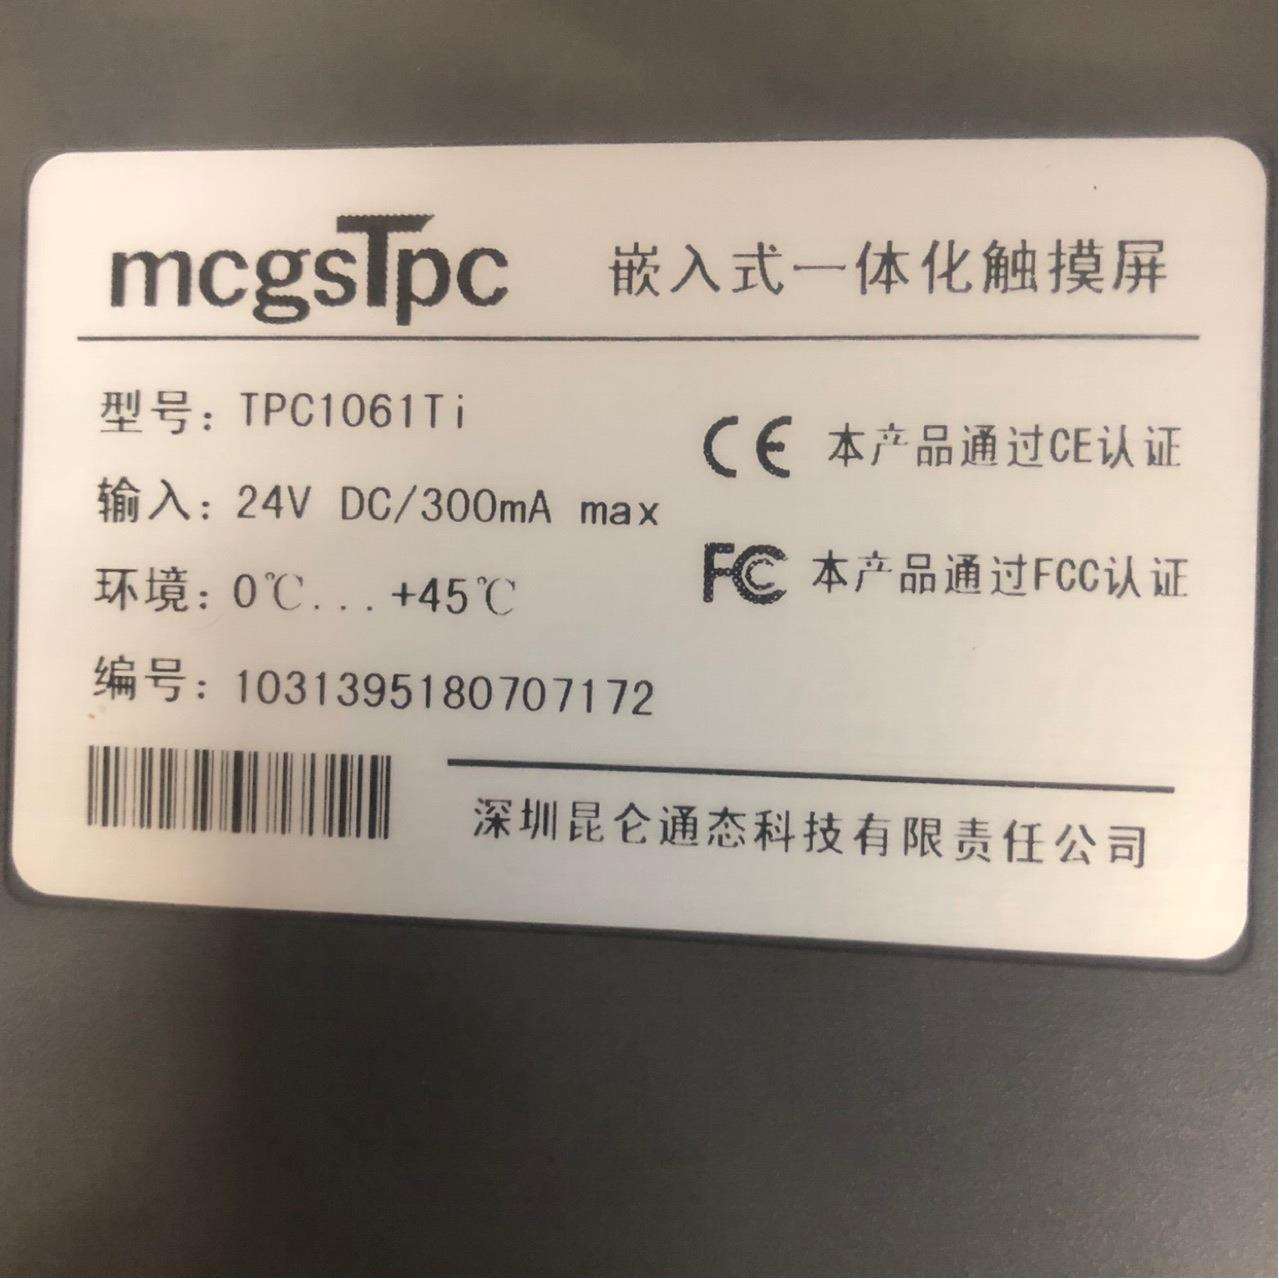 mcgsTpc 嵌入式一体化触摸屏
型号: TPC1061Ti
CE 本产品通过CE认证
输入: 24V DC/300mA max
FC 本产品通过FCC认证
环境: 0℃...+45℃
编号: 1031395180707172
深圳昆仑通态科技有限责任公司